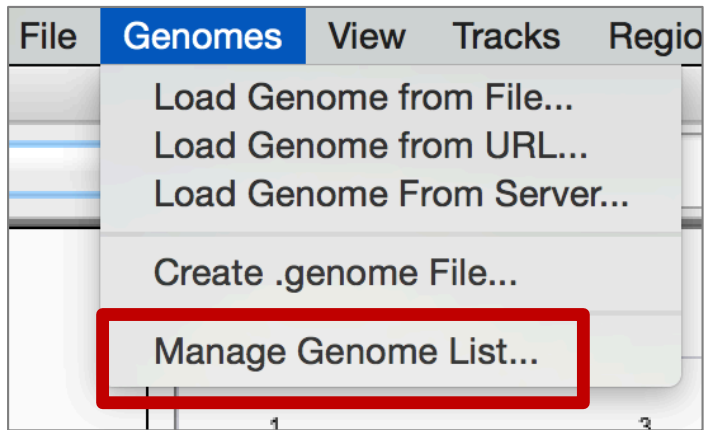 File Genomes View Tracks Regio
Load Genome from File...
Load Genome from URL...
Load Genome From Server...
Create .genome File...
Manage Genome List...
1 3